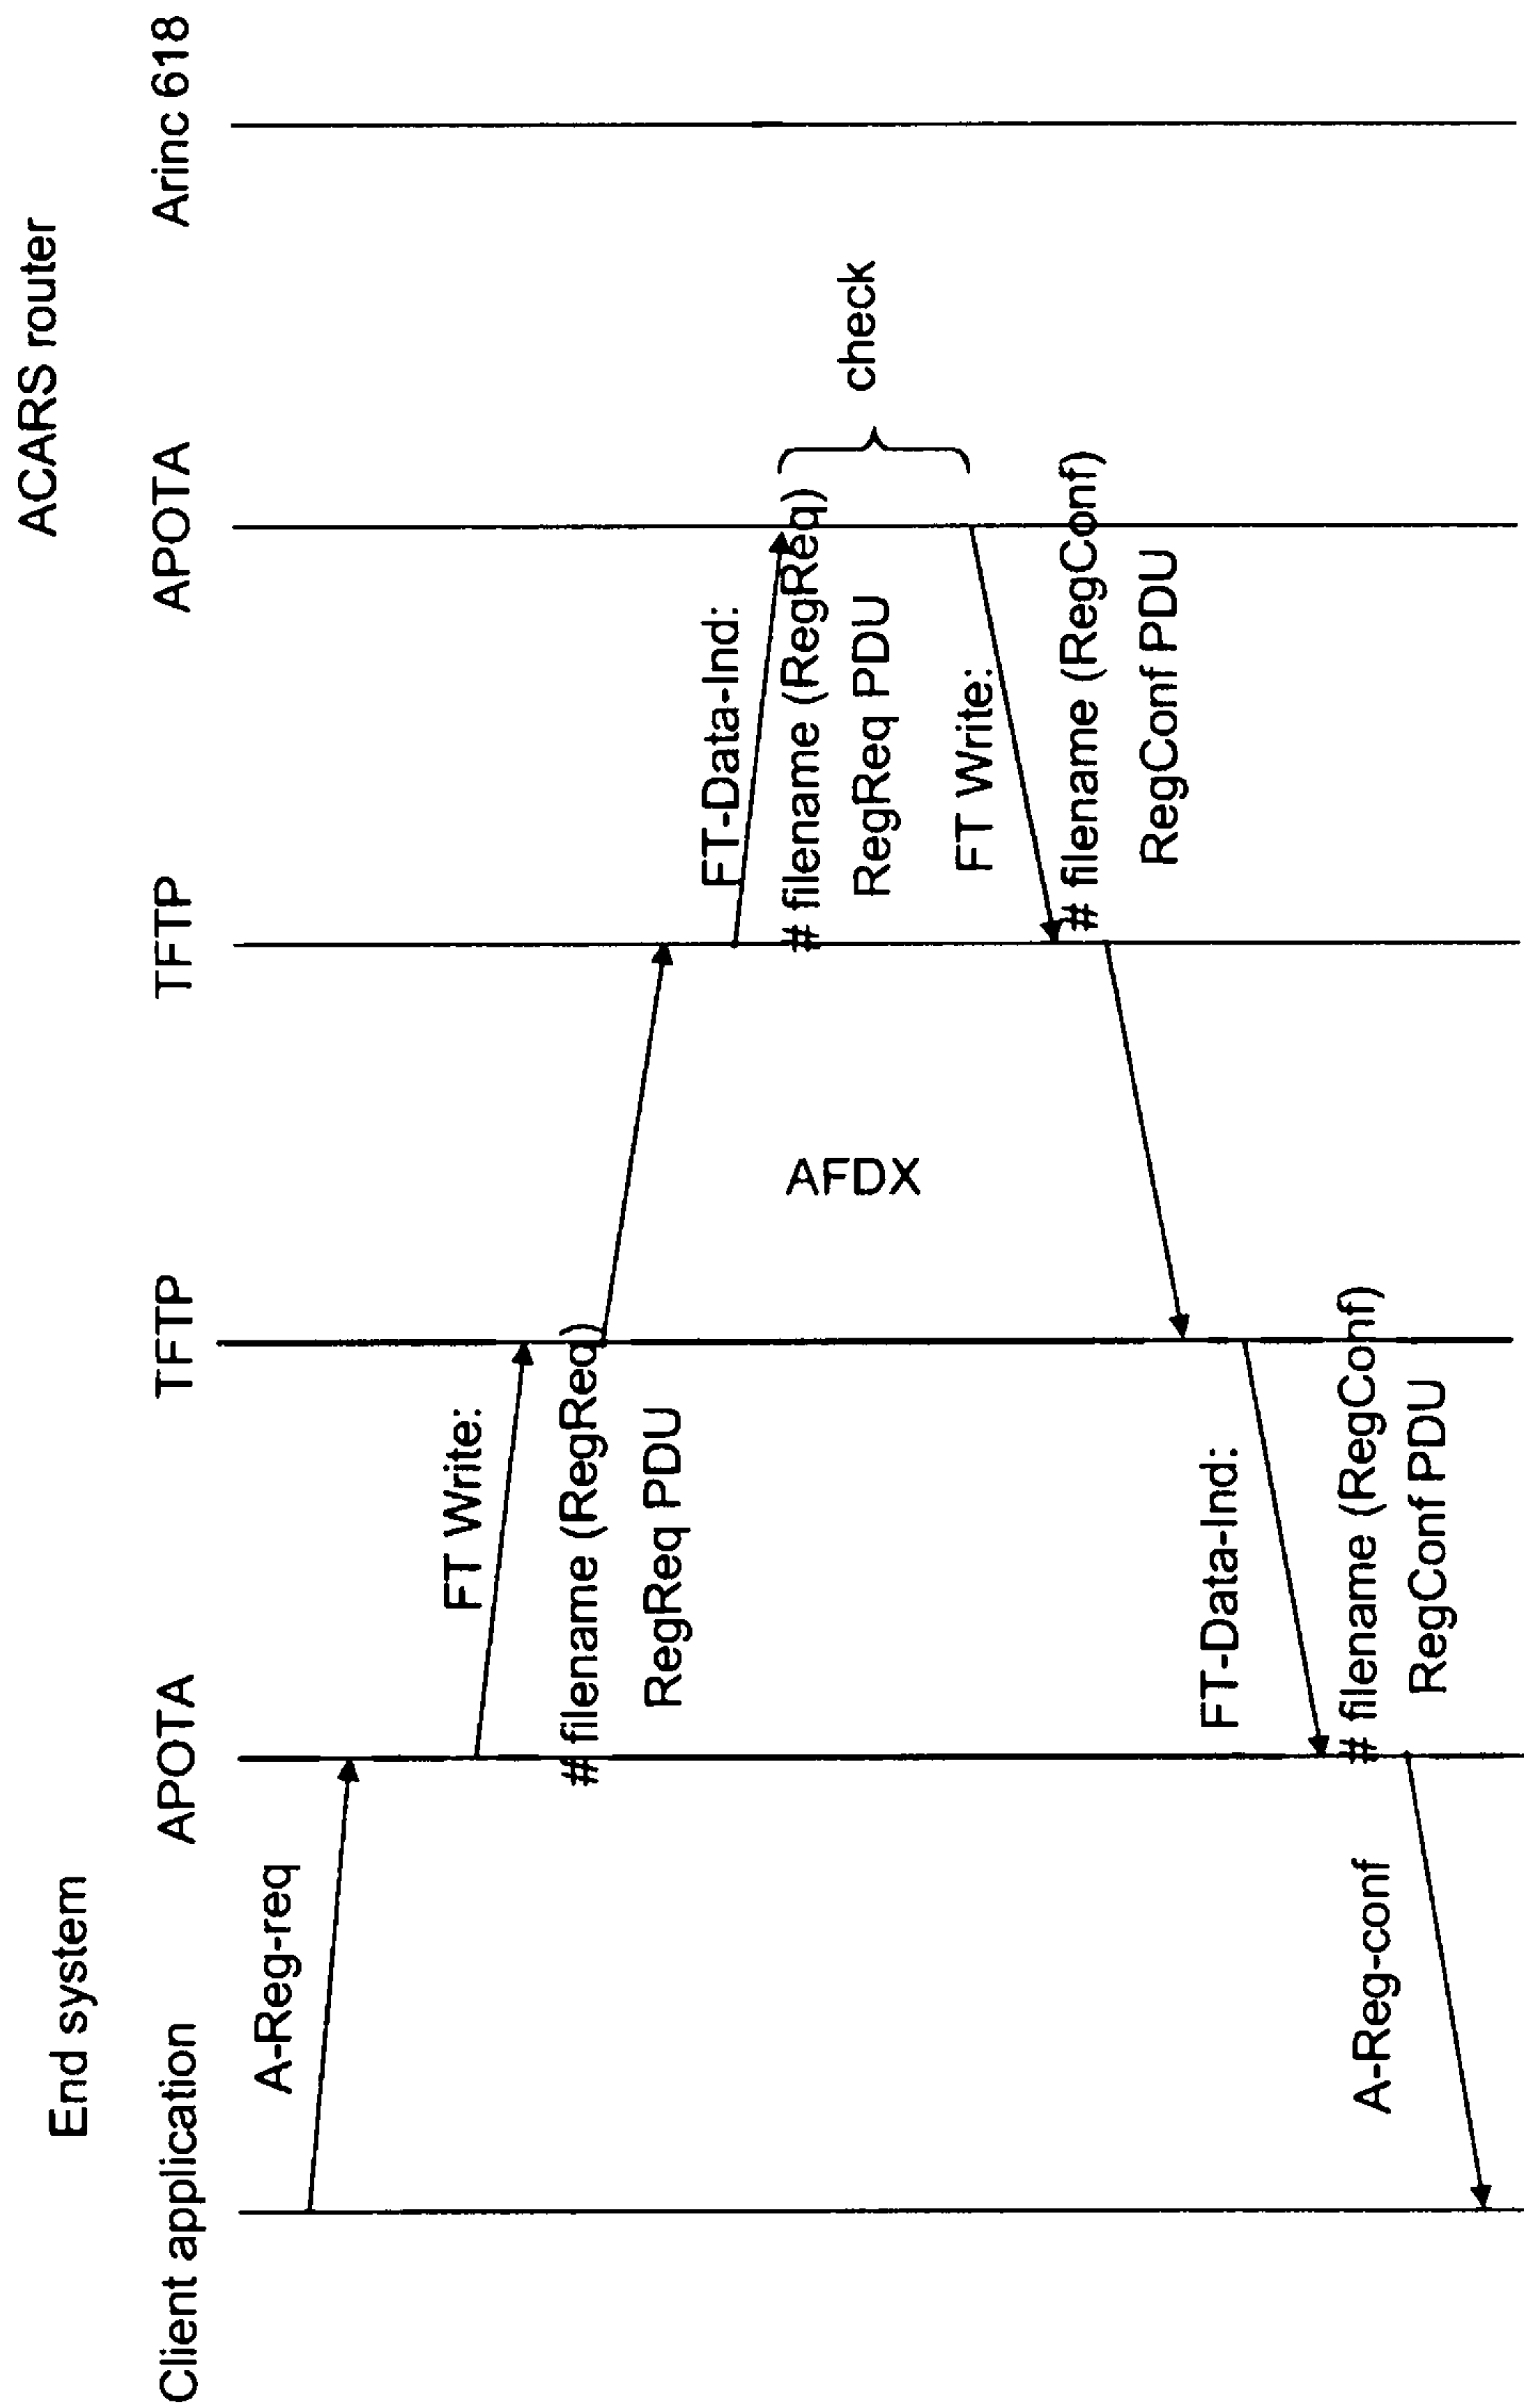 End system
ACARS router
Client application
APOTA
TFTP
TFTP
APOTA
Arinc 618
A-Reg-req
FT Write:
# filename (RegReq)
RegReq PDU
AFDX
FT-Data-Ind:
# filename (RegReq)
RegReq PDU
check
FT Write:
# filename (RegConf)
RegConf PDU
FT-Data-Ind:
# filename (RegConf)
RegConf PDU
A-Reg-conf